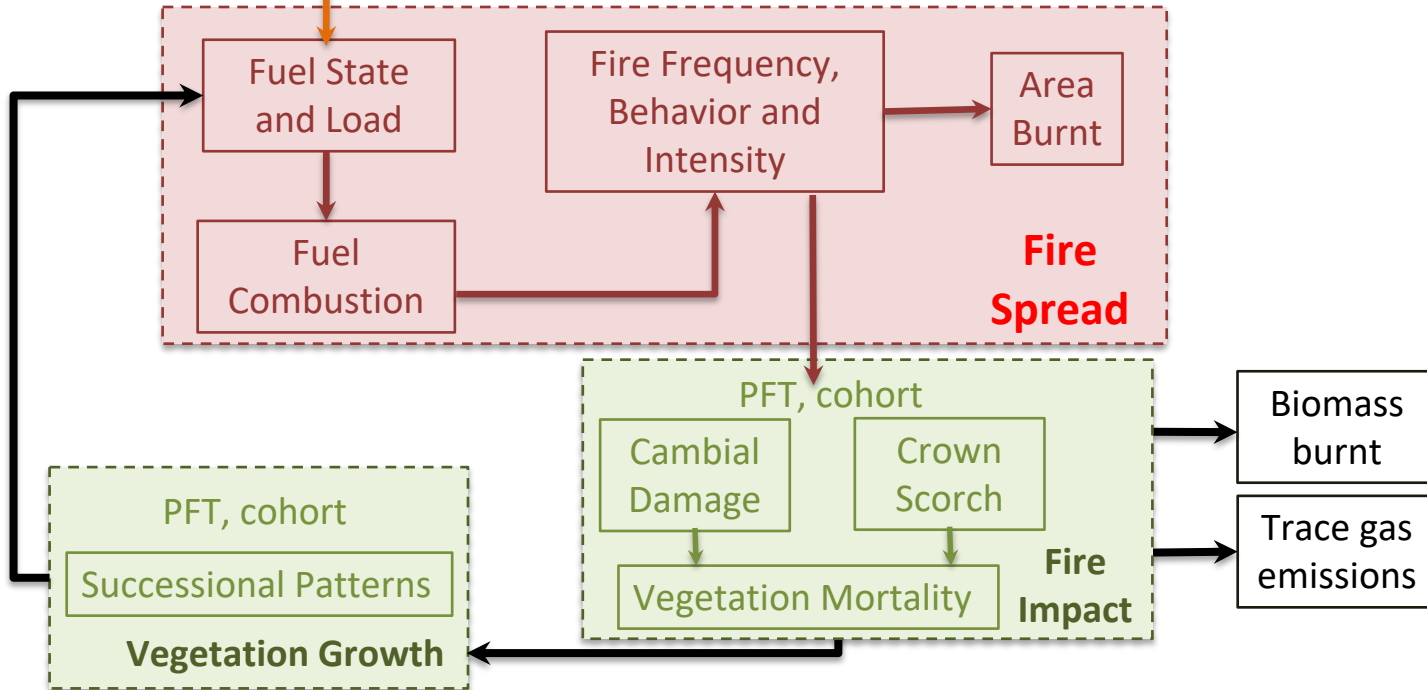 Fuel State
and Load
Fire Frequency,
Behavior and
Intensity
Area
Burnt
Fuel
Combustion
Fire
Spread
PFT, cohort
Cambial
Damage
Crown
Scorch
Vegetation Mortality
Fire
Impact
Biomass
burnt
Trace gas
emissions
PFT, cohort
Successional Patterns
Vegetation Growth